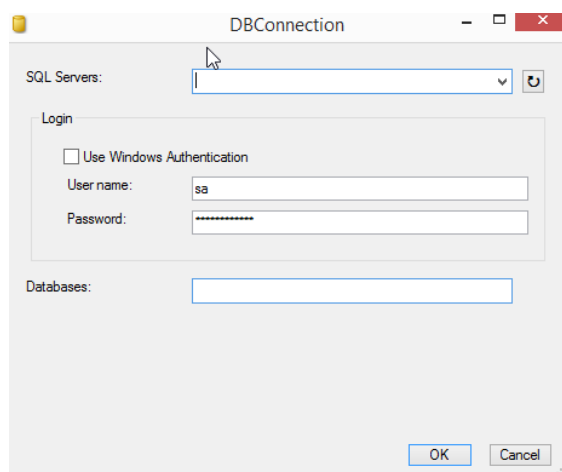 DBConnection
SQL Servers:
Login
Use Windows Authentication
User name:
sa
Password:
************
Databases:
OK
Cancel